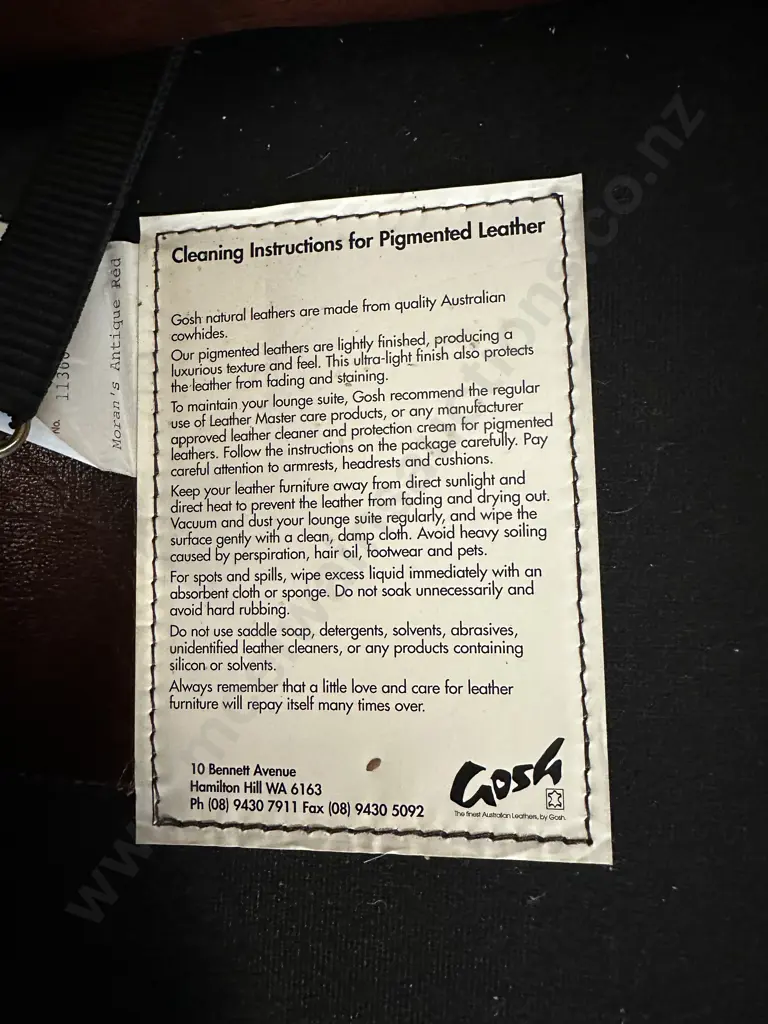 Cleaning Instructions for Pigmented Leather
Gosh natural leathers are made from quality Australian
cowhides.
Our pigmented leathers are lightly finished, producing a
luxurious texture and feel. This ultra-light finish also protects
the leather from fading and staining.
To maintain your lounge suite, Gosh recommend the regular
use of Leather Master care products, or any manufacturer
approved leather cleaner and protection cream for pigmented
leathers. Follow the instructions on the package carefully. Pay
careful attention to armrests, headrests and cushions.
Keep your leather furniture away from direct sunlight and
direct heat to prevent the leather from fading and drying out.
Vacuum and dust your lounge suite regularly, and wipe the
surface gently with a clean, damp cloth. Avoid heavy soiling
caused by perspiration, hair oil, footwear and pets.
For spots and spills, wipe excess liquid immediately with an
absorbent cloth or sponge. Do not soak unnecessarily and
avoid hard rubbing.
Do not use saddle soap, detergents, solvents, abrasives,
unidentified leather cleaners, or any products containing
silicon or solvents.
Always remember that a little love and care for leather
furniture will repay itself many times over.
10 Bennett Avenue
Hamilton Hill WA 6163
Ph (08) 9430 7911 Fax (08) 9430 5092
Gosh
The finest Australian Leathers, by Gosh.
No.
Moran's Antique Red